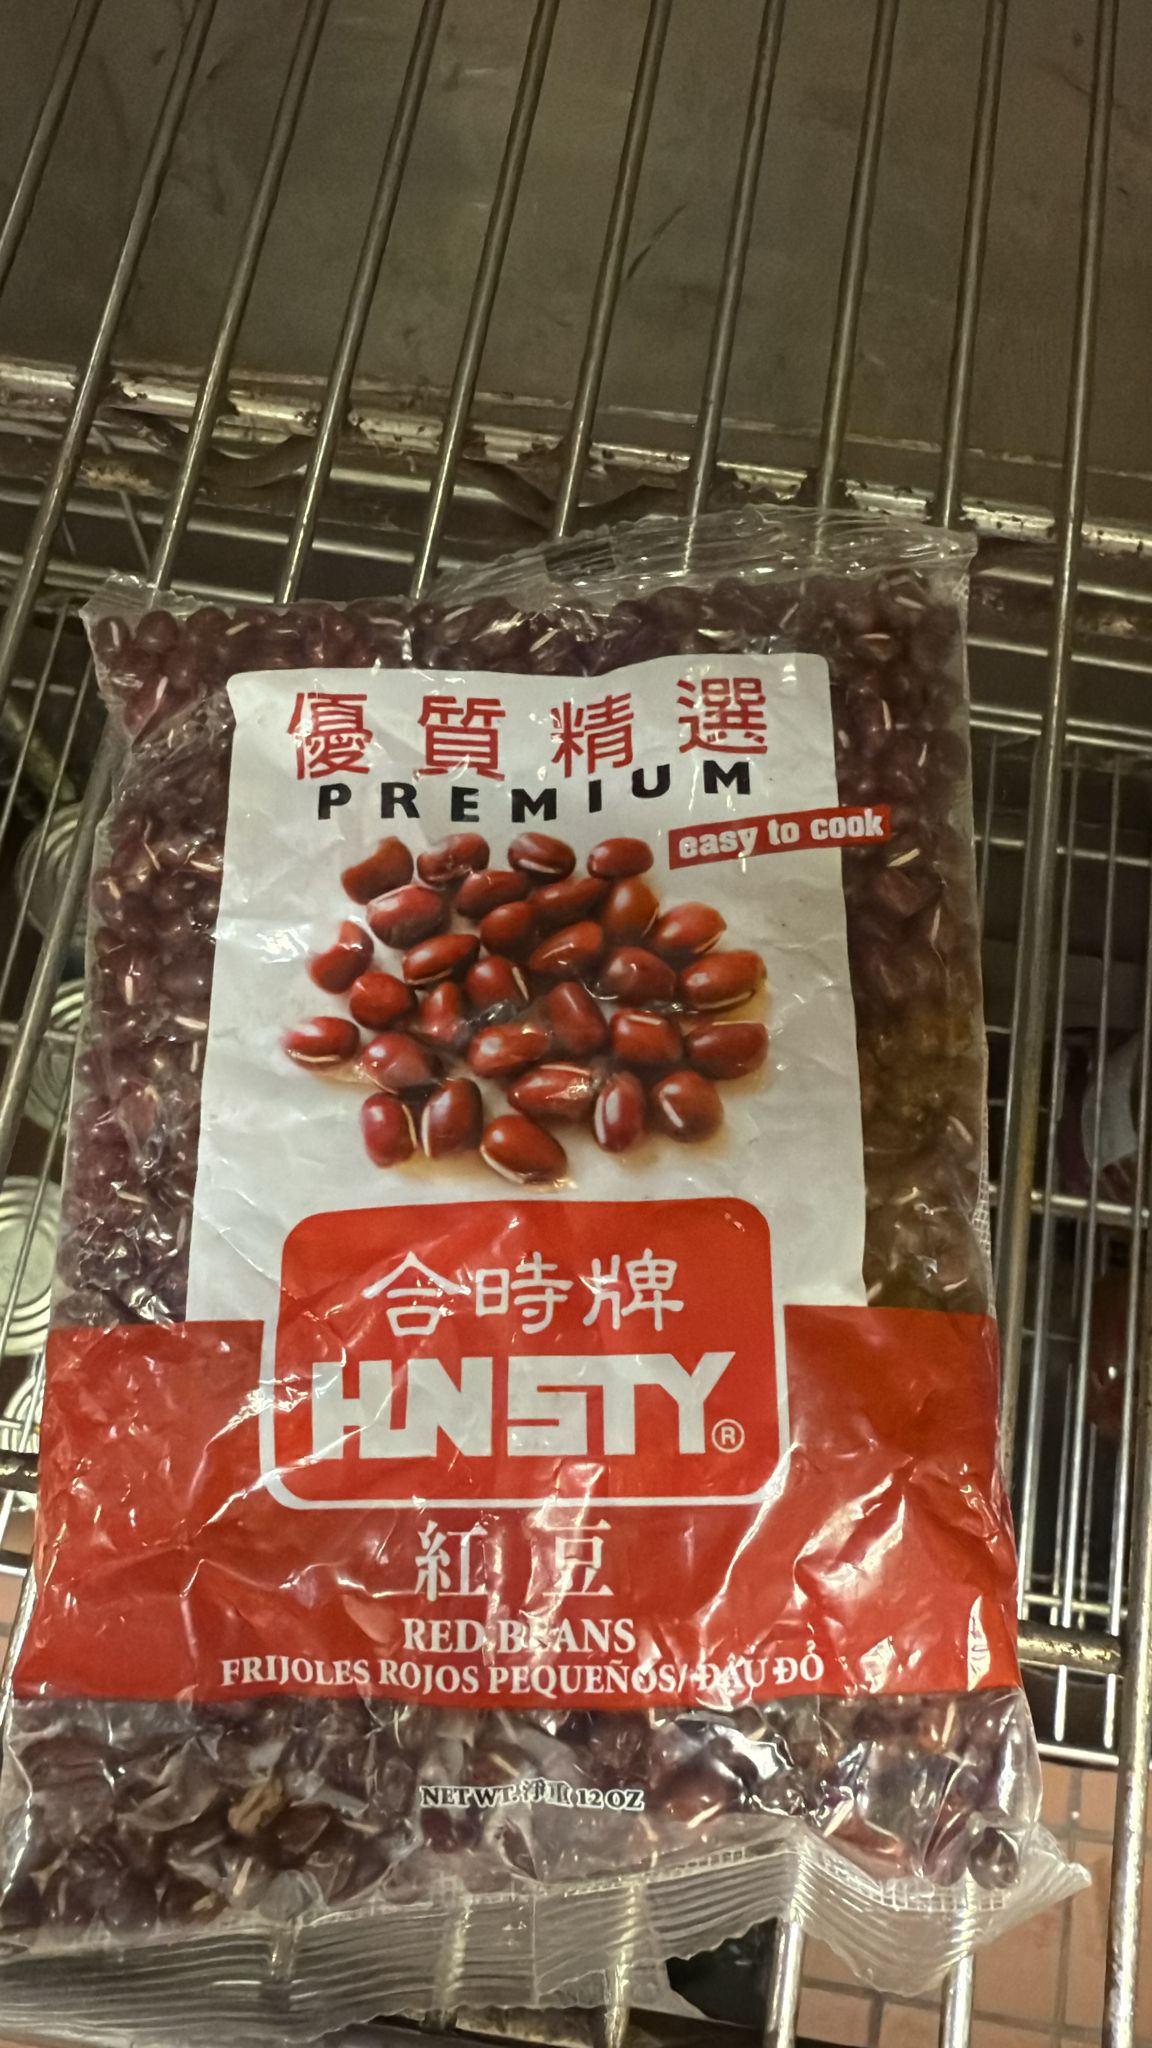 優質精選
PREMIUM
easy to cook
合時牌
HNSTY®
紅豆
RED BEANS
FRIJOLES ROJOS PEQUEÑOS/ĐẬU ĐỎ
NET WT. 淨重 12 OZ